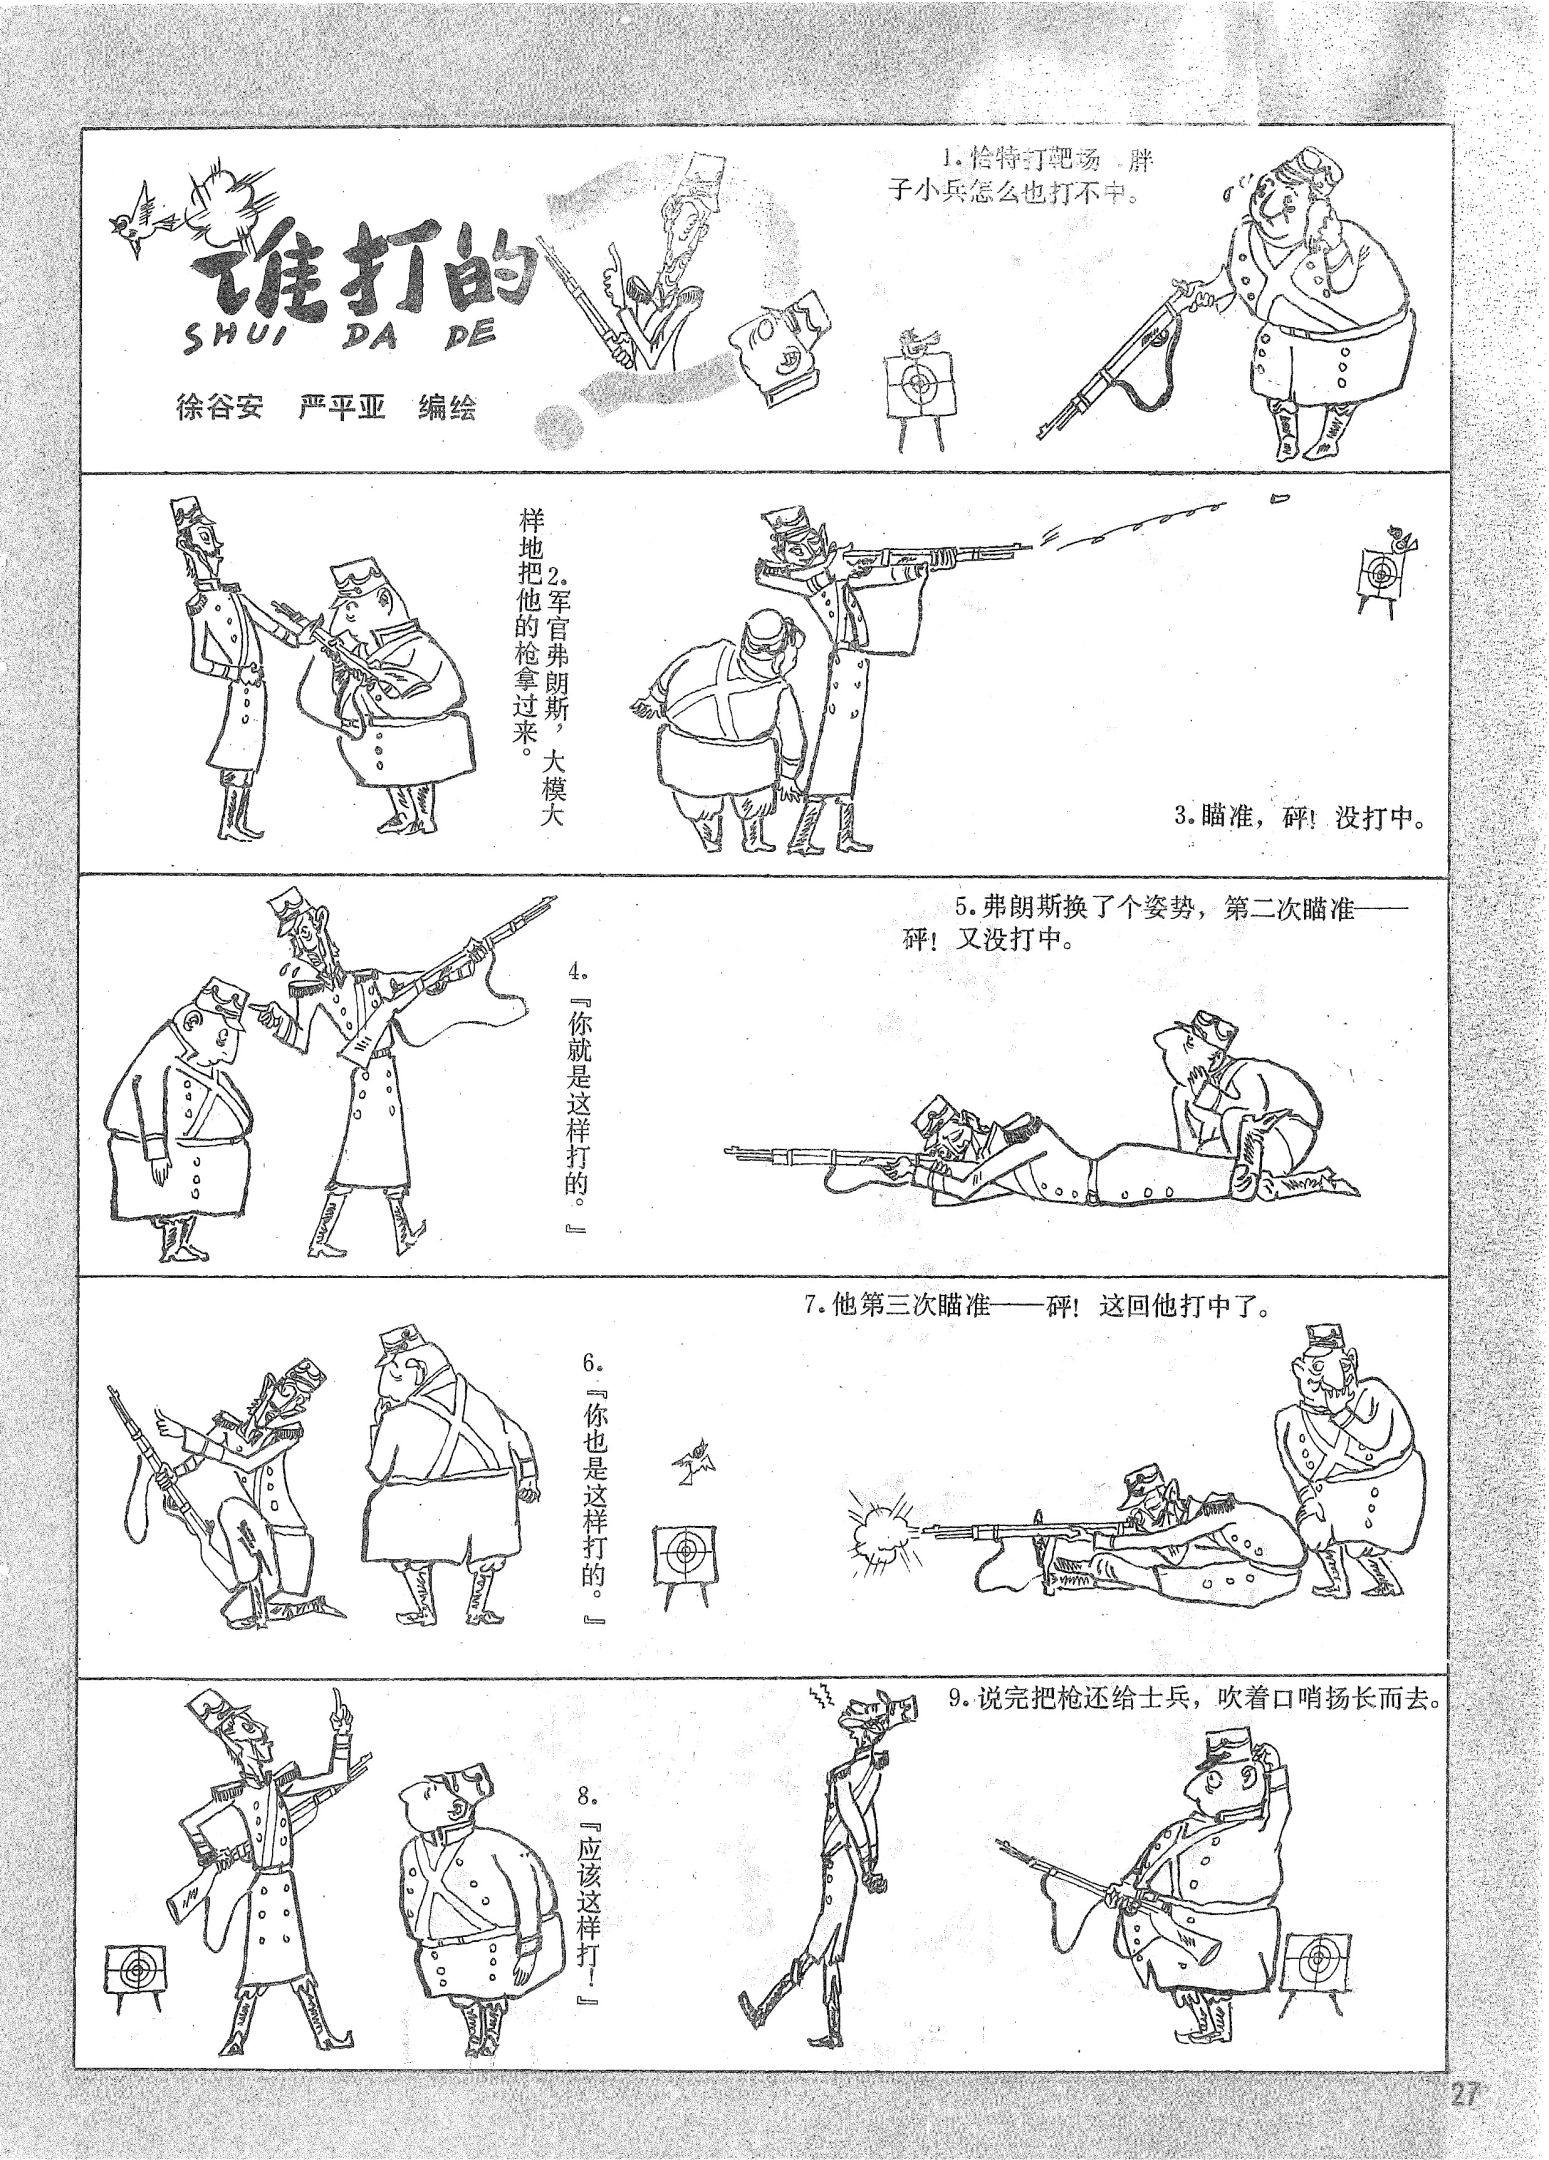 谁打的
SHUI DA DE
徐谷安 严平亚 编绘
1.恰特打靶场 胖
子小兵怎么也打不中。
2.军官弗朗斯，大模大
样地把他的枪拿过来。
3.瞄准，砰！没打中。
4.『你就是这样打的。』
5.弗朗斯换了个姿势，第二次瞄准——
砰！又没打中。
6.『你也是这样打的。』
7.他第三次瞄准——砰！这回他打中了。
8.『应该这样打！』
9.说完把枪还给士兵，吹着口哨扬长而去。
27